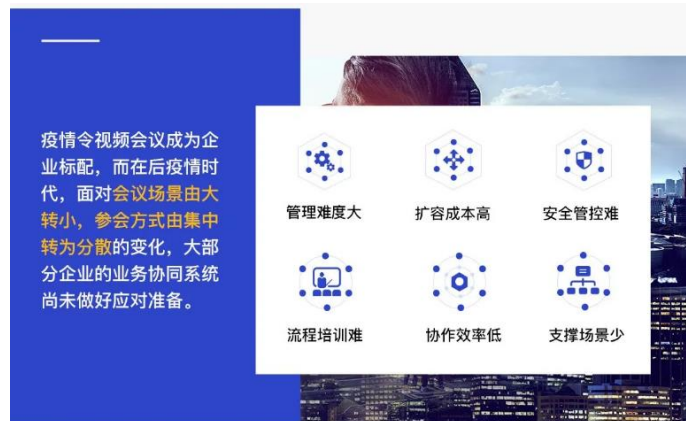 疫情令视频会议成为企
业标配，而在后疫情时
代，面对会议场景由大
转小，参会方式由集中
转为分散的变化，大部
分企业的业务协同系统
尚未做好应对准备。
管理难度大
扩容成本高
安全管控难
流程培训难
协作效率低
支撑场景少